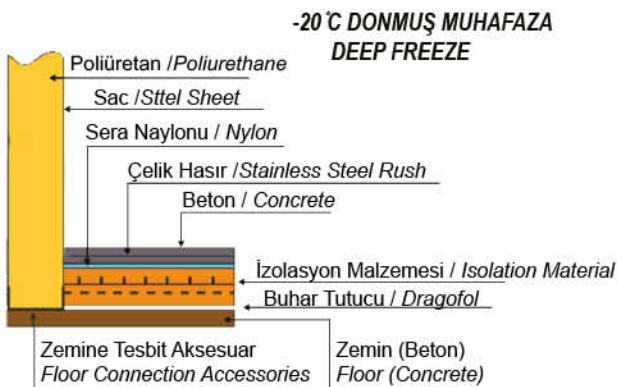 -20°C DONMUŞ MUHAFAZA
DEEP FREEZE
Poliüretan /Poliurethane
Sac /Sttel Sheet
Sera Naylonu / Nylon
Çelik Hasır /Stainless Steel Rush
Beton / Concrete
İzolasyon Malzemesi / Isolation Material
Buhar Tutucu / Dragofol
Zemine Tesbit Aksesuar
Floor Connection Accessories
Zemin (Beton)
Floor (Concrete)